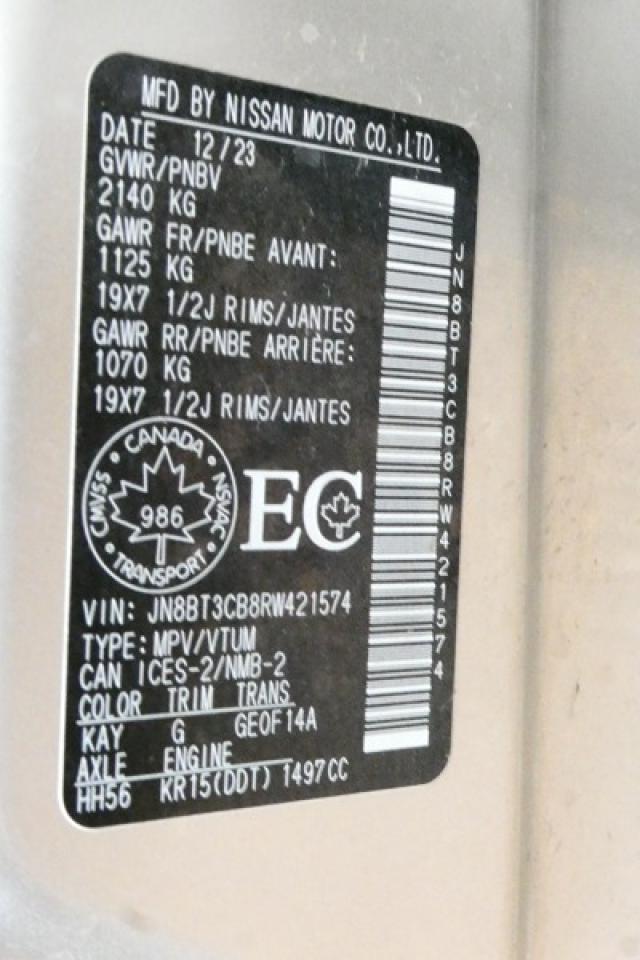 MFD BY NISSAN MOTOR CO.,LTD.
DATE 12/23
GVWR/PNBV
2140 KG
GAWR FR/PNBE AVANT:
1125 KG
19X7 1/2J RIMS/JANTES
GAWR RR/PNBE ARRIÈRE:
1070 KG
19X7 1/2J RIMS/JANTES
CANADA
CMVSS NSVAC
986
TRANSPORT
EC
VIN: JN8BT3CB8RW421574
TYPE: MPV/VTUM
CAN ICES-2/NMB-2
COLOR TRIM TRANS
KAY G GEOF14A
AXLE ENGINE
HH56 KR15(DDT) 1497CC
JN8BT3CB8RW421574